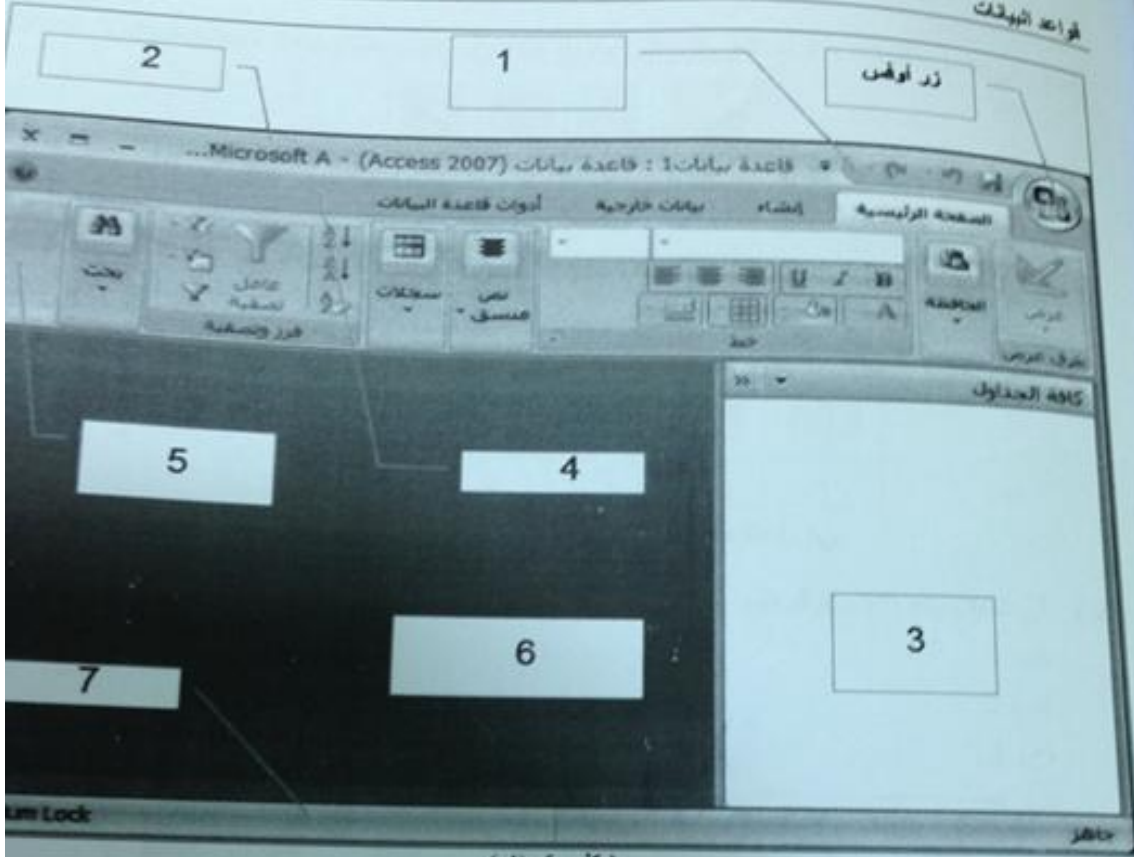 قواعد البيانات
زر أوفس
1
2
قاعدة بيانات1 : قاعدة بيانات (Access 2007) - Microsoft A...
الصفحة الرئيسية إنشاء بيانات خارجية أدوات قاعدة البيانات
عرض
الحافظة
نص منسق
سجلات
عامل تصفية
بحث
طرق العرض
خط
فرز وتصفية
كافة الجداول
4
5
3
6
7
جاهز
um Lock